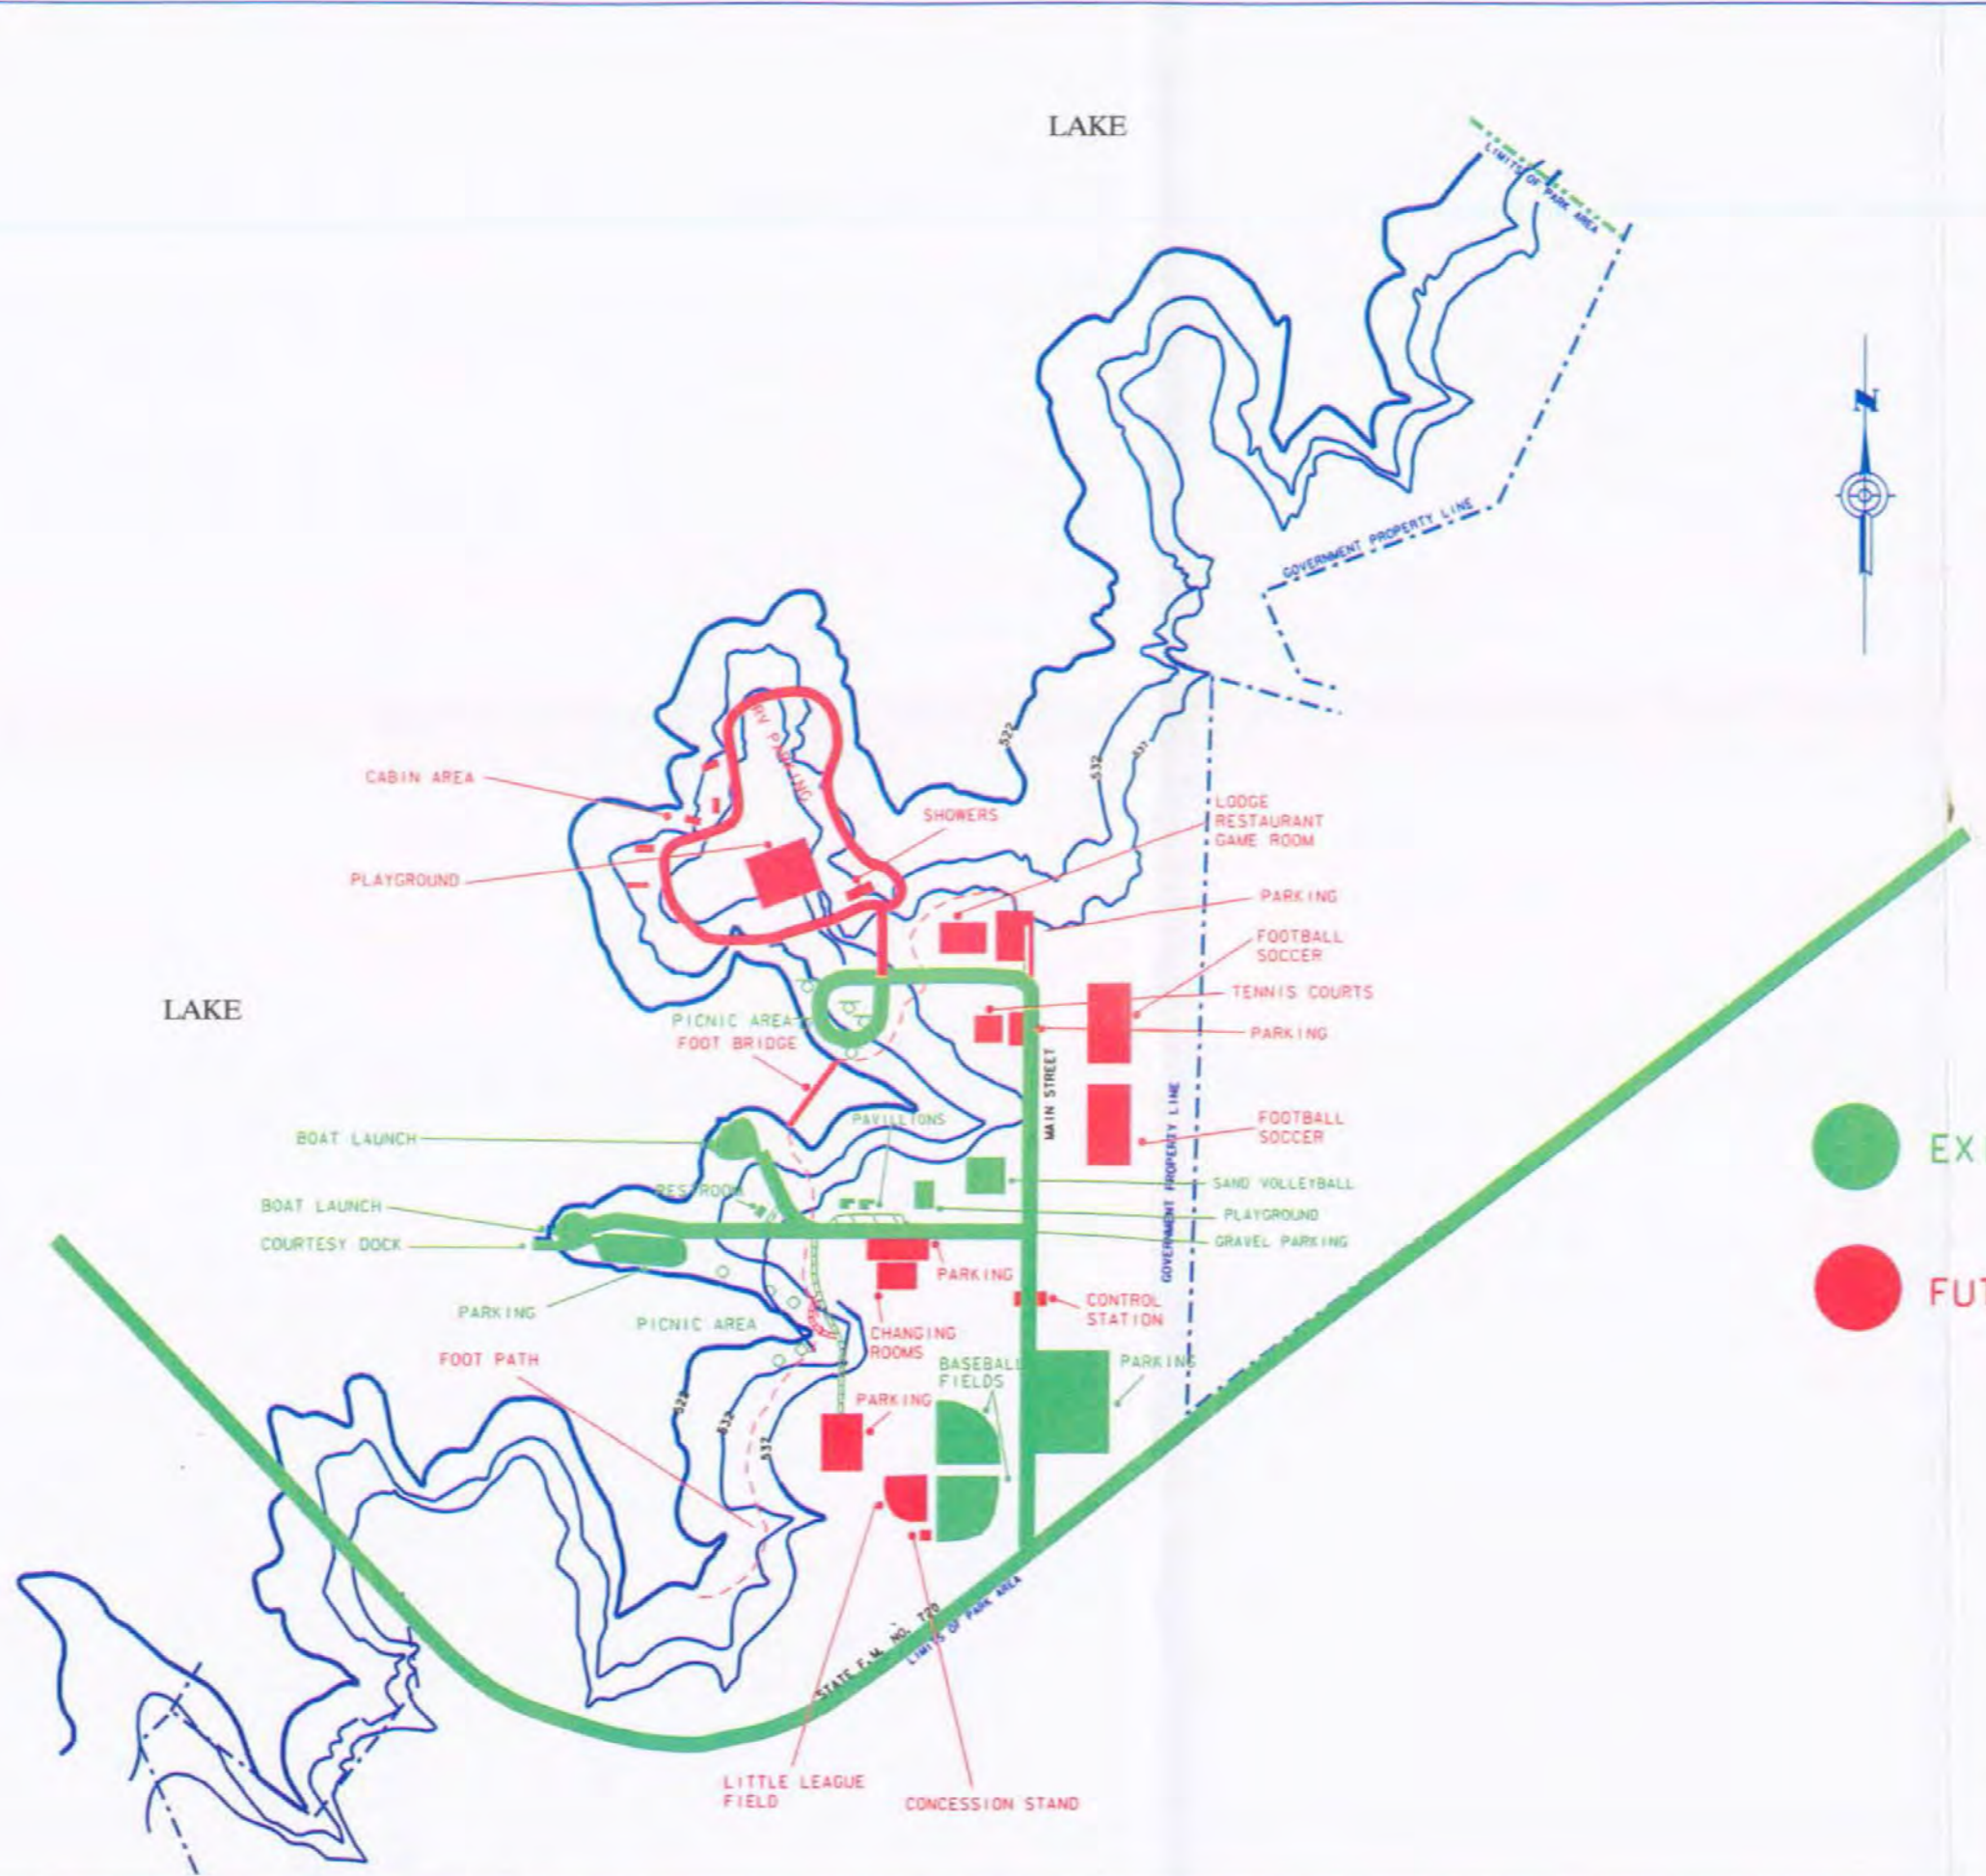 LAKE
LIMITS OF PARK AREA
N
GOVERNMENT PROPERTY LINE
522
532
537
RV PARKING
CABIN AREA
PLAYGROUND
SHOWERS
LODGE
RESTAURANT
GAME ROOM
PARKING
FOOTBALL
SOCCER
TENNIS COURTS
PARKING
LAKE
PICNIC AREA
FOOT BRIDGE
MAIN STREET
GOVERNMENT PROPERTY LINE
PAVILLIONS
FOOTBALL
SOCCER
BOAT LAUNCH
RESTROOM
SAND VOLLEYBALL
BOAT LAUNCH
PLAYGROUND
COURTESY DOCK
GRAVEL PARKING
PARKING
PARKING
PICNIC AREA
CONTROL
STATION
CHANGING
ROOMS
FOOT PATH
BASEBALL
FIELDS
PARKING
PARKING
522
532
537
STATE F.M. NO. 720
LIMITS OF PARK AREA
LITTLE LEAGUE
FIELD
CONCESSION STAND
EX
FUT